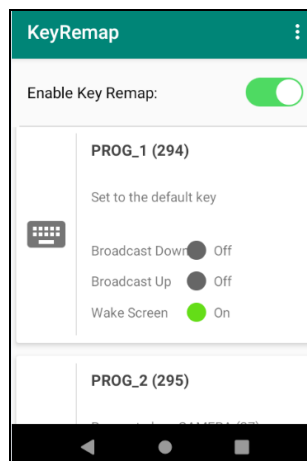 KeyRemap
Enable Key Remap:
PROG_1 (294)
Set to the default key
Broadcast Down Off
Broadcast Up Off
Wake Screen On
PROG_2 (295)